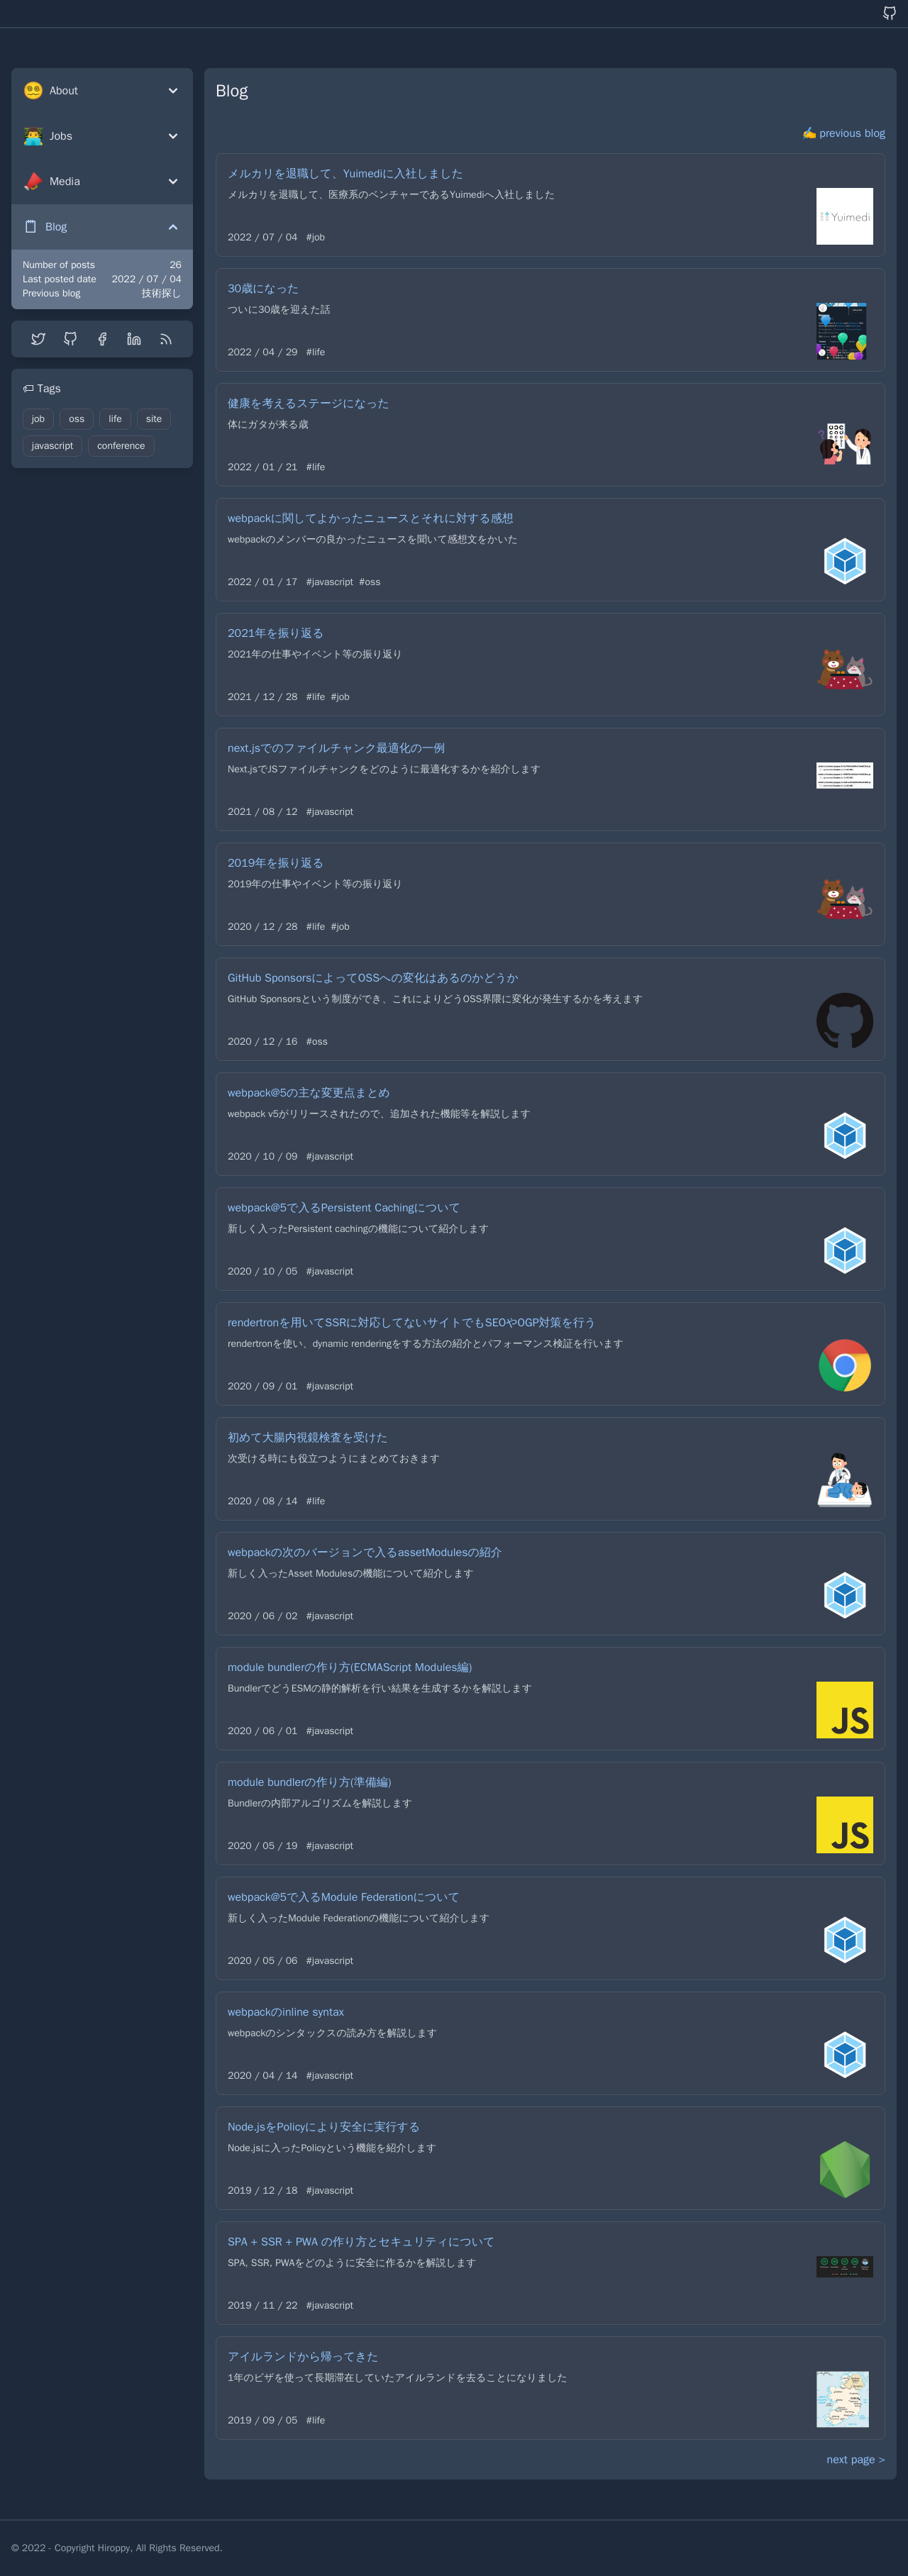 About
Jobs
Media
Blog
Number of posts 26
Last posted date 2022 / 07 / 04
Previous blog 技術探し
Tags
job oss life site
javascript conference
Blog
✍ previous blog
メルカリを退職して、Yuimediに入社しました
メルカリを退職して、医療系のベンチャーであるYuimediへ入社しました
Yuimedi
2022 / 07 / 04 #job
30歳になった
ついに30歳を迎えた話
2022 / 04 / 29 #life
健康を考えるステージになった
体にガタが来る歳
2022 / 01 / 21 #life
webpackに関してよかったニュースとそれに対する感想
webpackのメンバーの良かったニュースを聞いて感想文をかいた
2022 / 01 / 17 #javascript #oss
2021年を振り返る
2021年の仕事やイベント等の振り返り
2021 / 12 / 28 #life #job
next.jsでのファイルチャンク最適化の一例
Next.jsでJSファイルチャンクをどのように最適化するかを紹介します
2021 / 08 / 12 #javascript
2019年を振り返る
2019年の仕事やイベント等の振り返り
2020 / 12 / 28 #life #job
GitHub SponsorsによってOSSへの変化はあるのかどうか
GitHub Sponsorsという制度ができ、これによりどうOSS界隈に変化が発生するかを考えます
2020 / 12 / 16 #oss
webpack@5の主な変更点まとめ
webpack v5がリリースされたので、追加された機能等を解説します
2020 / 10 / 09 #javascript
webpack@5で入るPersistent Cachingについて
新しく入ったPersistent cachingの機能について紹介します
2020 / 10 / 05 #javascript
rendertronを用いてSSRに対応してないサイトでもSEOやOGP対策を行う
rendertronを使い、dynamic renderingをする方法の紹介とパフォーマンス検証を行います
2020 / 09 / 01 #javascript
初めて大腸内視鏡検査を受けた
次受ける時にも役立つようにまとめておきます
2020 / 08 / 14 #life
webpackの次のバージョンで入るassetModulesの紹介
新しく入ったAsset Modulesの機能について紹介します
2020 / 06 / 02 #javascript
module bundlerの作り方(ECMAScript Modules編)
BundlerでどうESMの静的解析を行い結果を生成するかを解説します
JS
2020 / 06 / 01 #javascript
module bundlerの作り方(準備編)
Bundlerの内部アルゴリズムを解説します
JS
2020 / 05 / 19 #javascript
webpack@5で入るModule Federationについて
新しく入ったModule Federationの機能について紹介します
2020 / 05 / 06 #javascript
webpackのinline syntax
webpackのシンタックスの読み方を解説します
2020 / 04 / 14 #javascript
Node.jsをPolicyにより安全に実行する
Node.jsに入ったPolicyという機能を紹介します
2019 / 12 / 18 #javascript
SPA + SSR + PWA の作り方とセキュリティについて
SPA, SSR, PWAをどのように安全に作るかを解説します
2019 / 11 / 22 #javascript
アイルランドから帰ってきた
1年のビザを使って長期滞在していたアイルランドを去ることになりました
2019 / 09 / 05 #life
next page >
© 2022 - Copyright Hiroppy, All Rights Reserved.